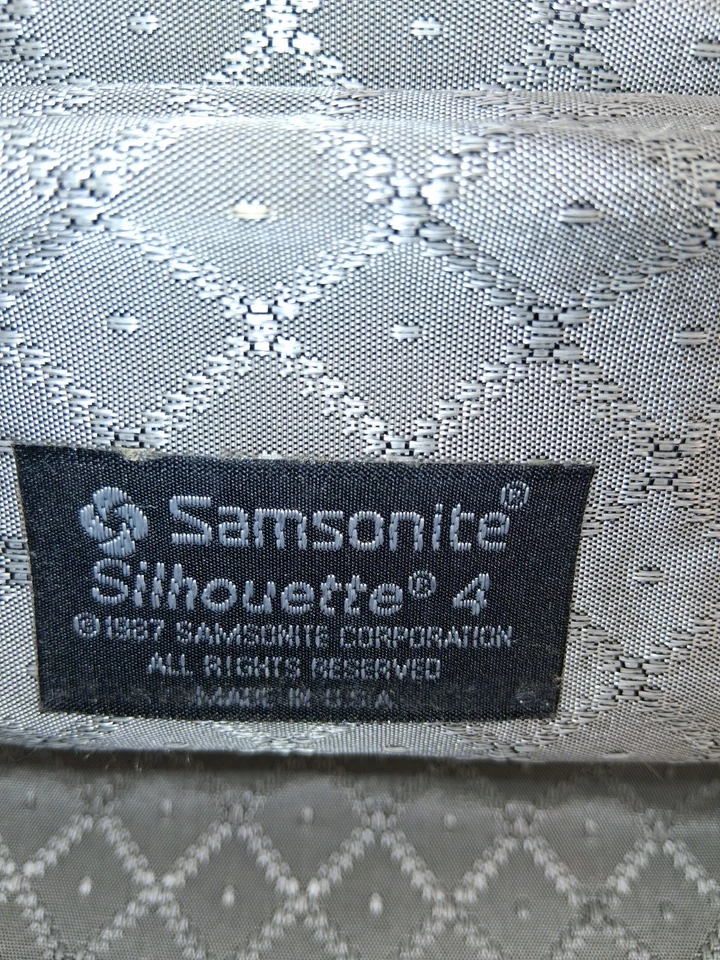 Samsonite®
Silhouette® 4
©1987 SAMSONITE CORPORATION
ALL RIGHTS RESERVED
MADE IN U.S.A.